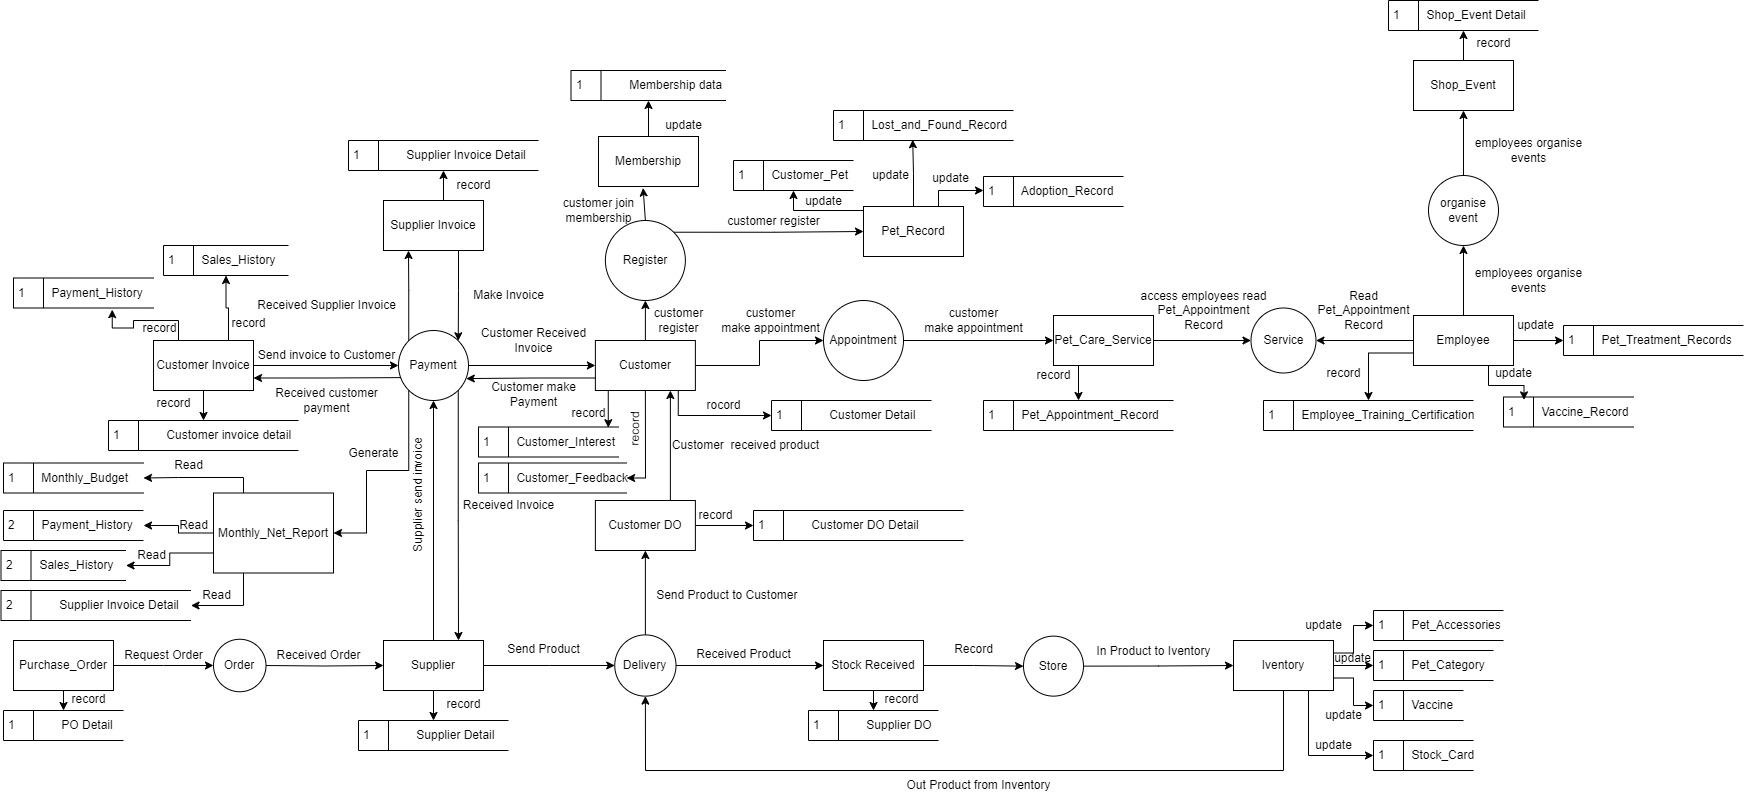 1 Shop_Event Detail
record
Shop_Event
employees organise
events
organise
event
employees organise
events
1 Membership data
update
Membership
customer join
membership
Register
customer register
customer
register
1 Lost_and_Found_Record
update
1 Customer_Pet
update
update
1 Adoption_Record
Pet_Record
1 Supplier Invoice Detail
record
Supplier Invoice
Received Supplier Invoice
Make Invoice
1 Sales_History
record
1 Payment_History
record
Customer Invoice
Send invoice to Customer
Received customer
payment
record
1 Customer invoice detail
Payment
Customer Received
Invoice
Customer make
Payment
Customer
customer
make appointment
Appointment
customer
make appointment
Pet_Care_Service
record
1 Pet_Appointment_Record
access employees read
Pet_Appointment
Record
Service
Read
Pet_Appointment
Record
Employee
update
1 Pet_Treatment_Records
record
1 Employee_Training_Certification
update
1 Vaccine_Record
record
1 Customer_Interest
record
1 Customer_Feedback
rocord
1 Customer Detail
Customer  received product
Customer DO
record
1 Customer DO Detail
Send Product to Customer
Generate
Supplier send invoice
Received Invoice
Read
1 Monthly_Budget
Read
2 Payment_History
Read
2 Sales_History
Read
2 Supplier Invoice Detail
Monthly_Net_Report
Purchase_Order
record
1 PO Detail
Request Order
Order
Received Order
Supplier
record
1 Supplier Detail
Send Product
Delivery
Received Product
Stock Received
record
1 Supplier DO
Record
Store
In Product to Iventory
Iventory
update
1 Pet_Accessories
update
1 Pet_Category
update
1 Vaccine
update
1 Stock_Card
Out Product from Inventory